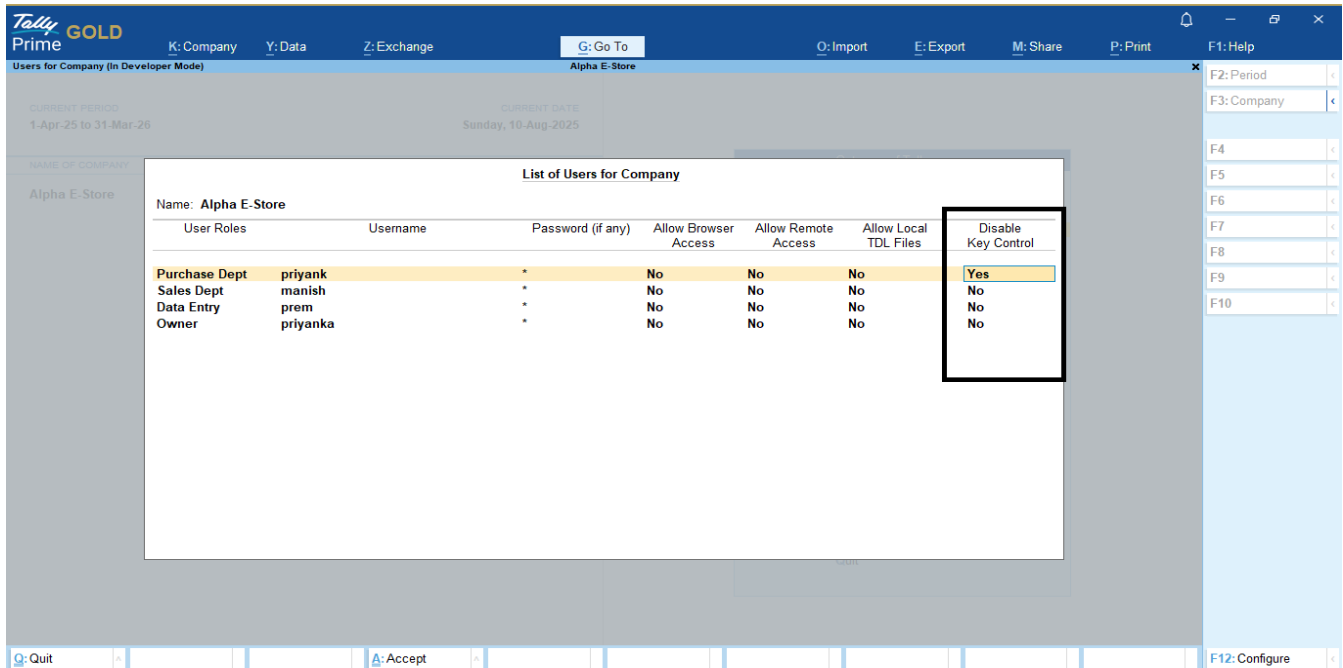 Tally
Prime GOLD
K: Company Y: Data Z: Exchange G: Go To O: Import E: Export M: Share P: Print F1: Help
Users for Company (In Developer Mode) Alpha E-Store
F2: Period
F3: Company
CURRENT PERIOD CURRENT DATE
1-Apr-25 to 31-Mar-26 Sunday, 10-Aug-2025
NAME OF COMPANY
Alpha E-Store
List of Users for Company
Name: Alpha E-Store
User Roles Username Password (if any) Allow Browser Access Allow Remote Access Allow Local TDL Files Disable Key Control
Purchase Dept priyank * No No No Yes
Sales Dept manish * No No No No
Data Entry prem * No No No No
Owner priyanka * No No No No
F4
F5
F6
F7
F8
F9
F10
Quit
Q: Quit A: Accept F12: Configure